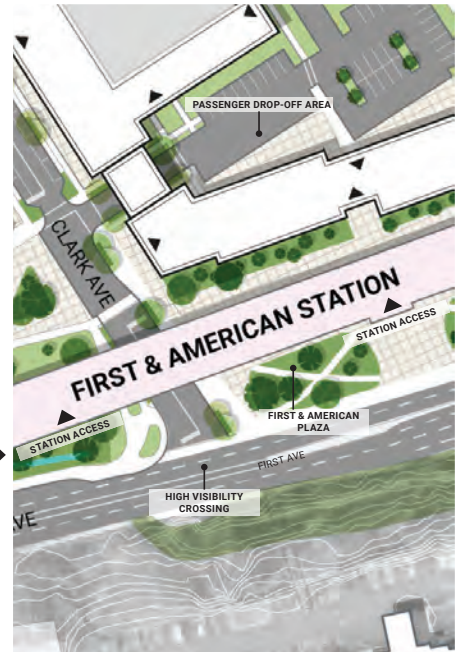 PASSENGER DROP-OFF AREA
CLARK AVE
FIRST & AMERICAN STATION
STATION ACCESS
STATION ACCESS
FIRST & AMERICAN
PLAZA
FIRST AVE
HIGH VISIBILITY
CROSSING
VE